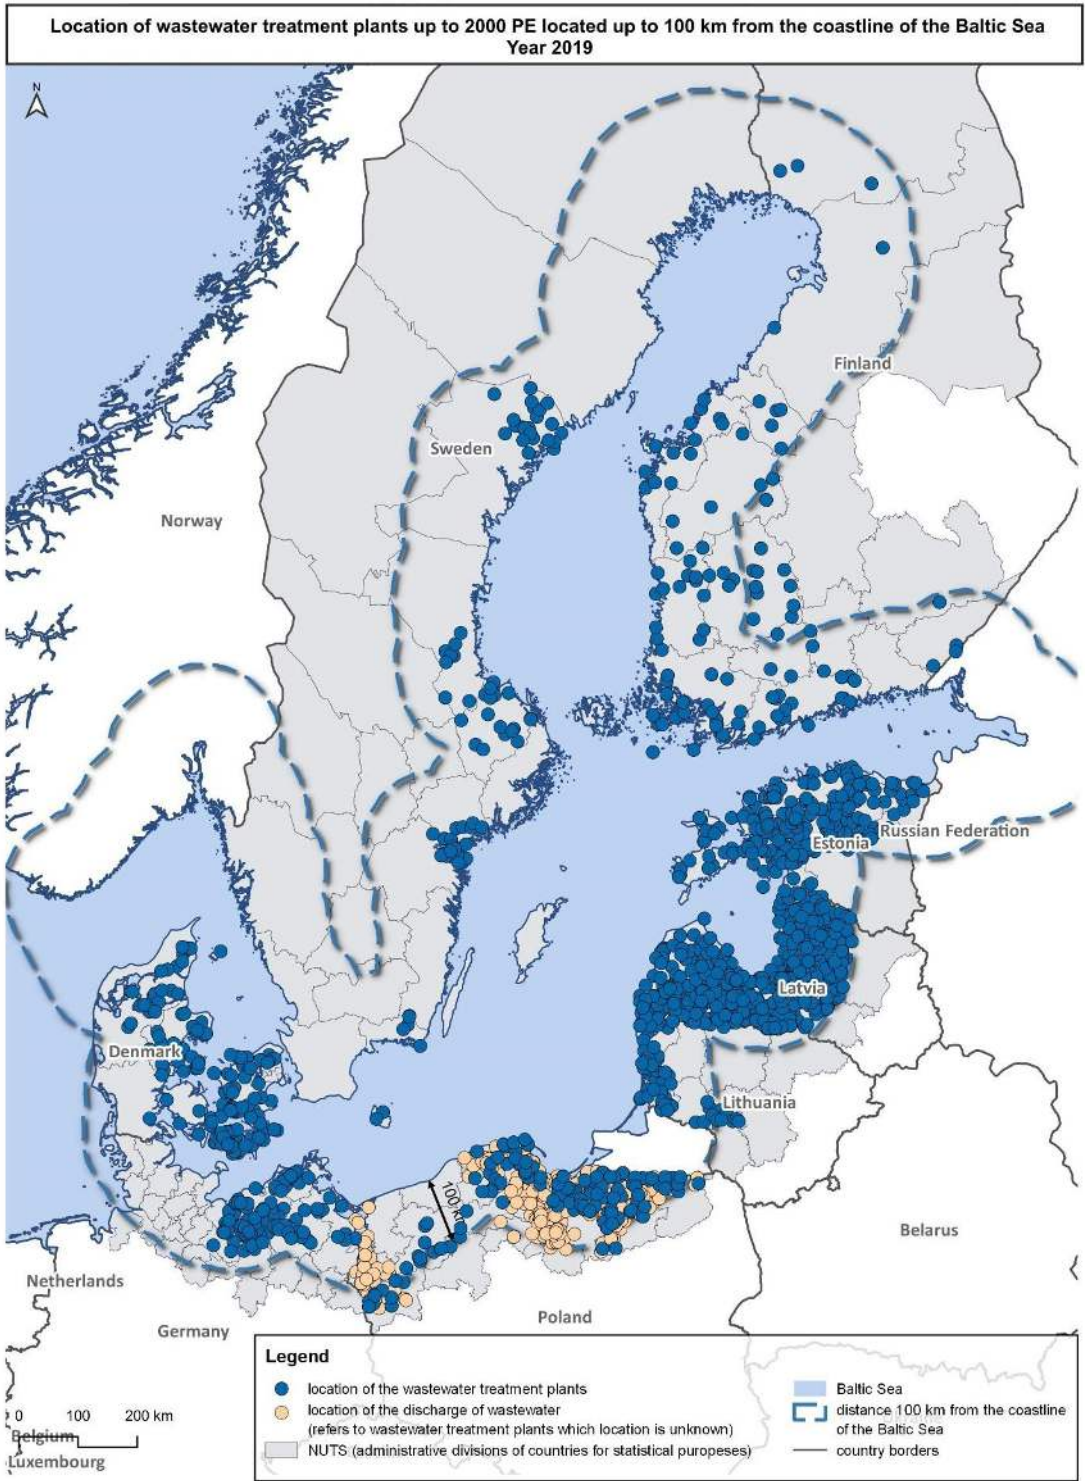 Location of wastewater treatment plants up to 2000 PE located up to 100 km from the coastline of the Baltic Sea
Year 2019
N
Finland
Sweden
Norway
Russian Federation
Estonia
Latvia
Denmark
Lithuania
100 km
Belarus
Netherlands
Poland
Germany
Legend
location of the wastewater treatment plants
location of the discharge of wastewater
(refers to wastewater treatment plants which location is unknown)
NUTS (administrative divisions of countries for statistical puropeses)
Baltic Sea
distance 100 km from the coastline
of the Baltic Sea
country borders
0 100 200 km
Belgium
Luxembourg